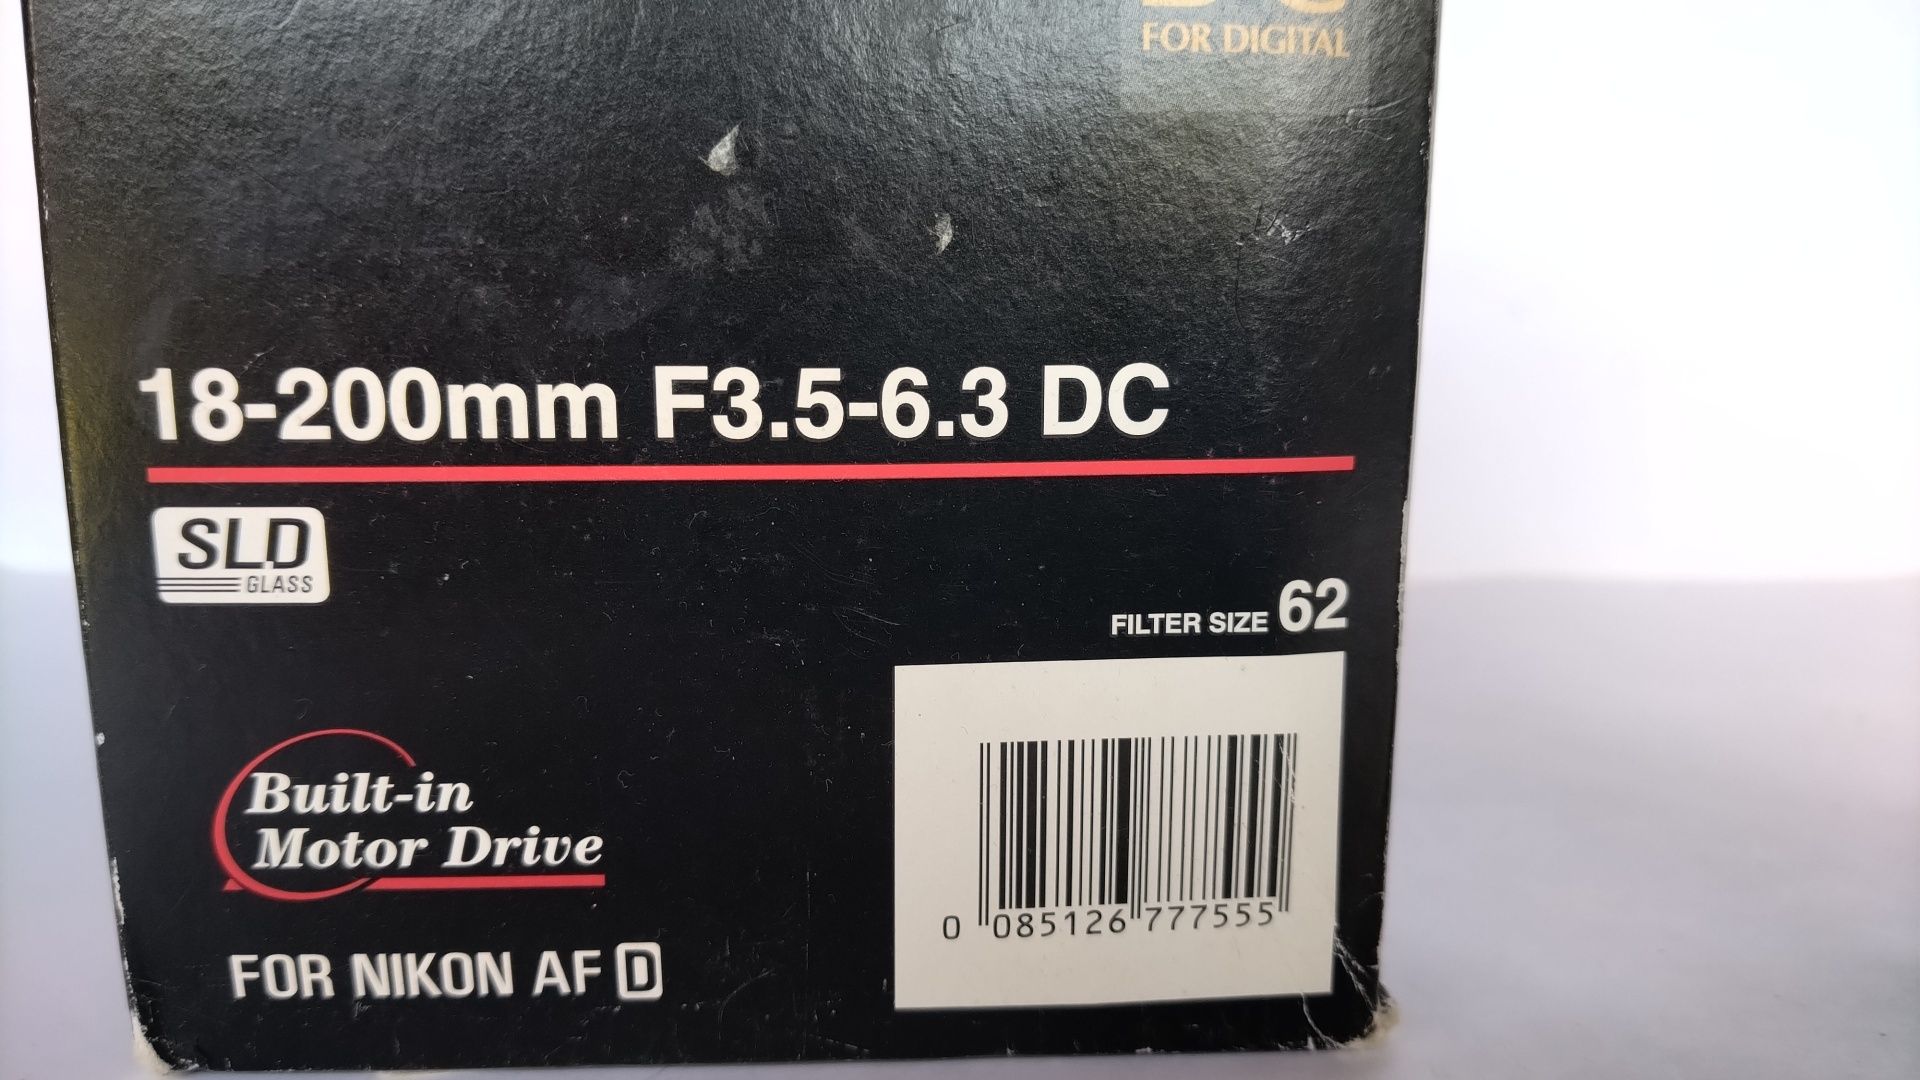 FOR DIGITAL
18-200mm F3.5-6.3 DC
SLD
GLASS
FILTER SIZE 62
Built-in
Motor Drive
0 085126 777555
FOR NIKON AF D